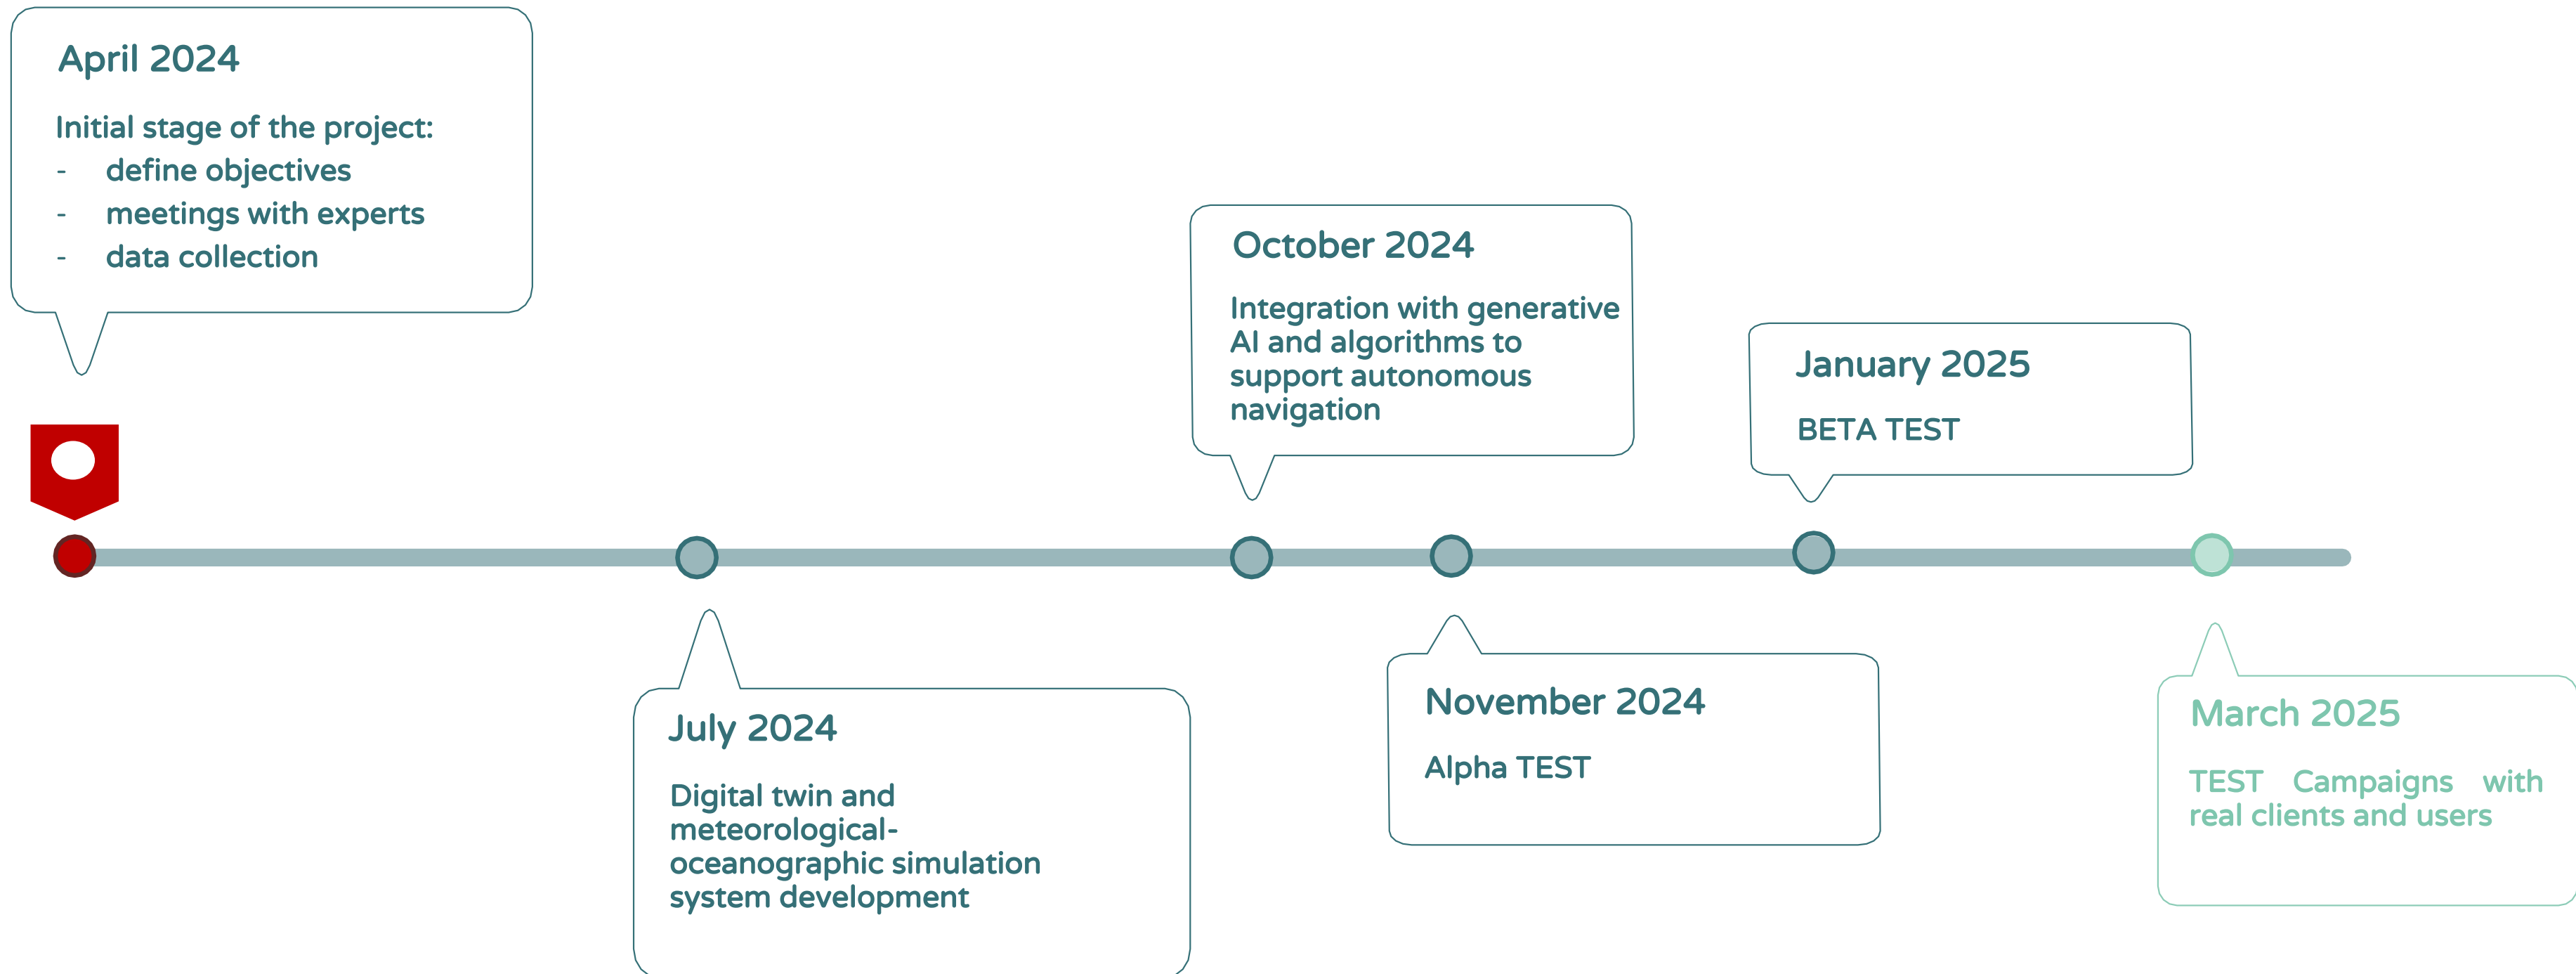 April 2024
Initial stage of the project:
- define objectives
- meetings with experts
- data collection
July 2024
Digital twin and
meteorological-
oceanographic simulation
system development
October 2024
Integration with generative
AI and algorithms to
support autonomous
navigation
November 2024
Alpha TEST
January 2025
BETA TEST
March 2025
TEST Campaigns with
real clients and users